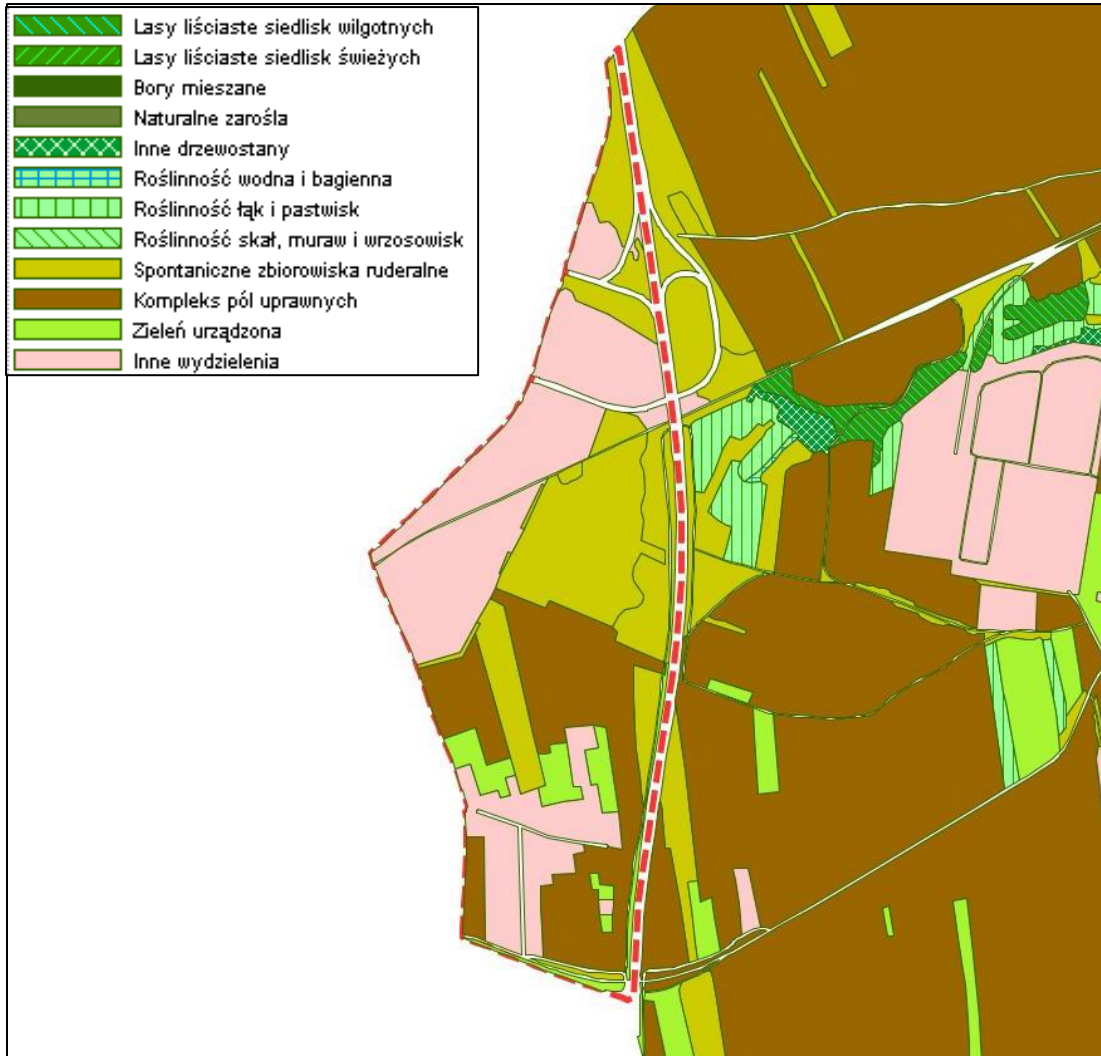 Lasy liściaste siedlisk wilgotnych
Lasy liściaste siedlisk świeżych
Bory mieszane
Naturalne zarośla
Inne drzewostany
Roślinność wodna i bagienna
Roślinność łąk i pastwisk
Roślinność skał, muraw i wrzosowisk
Spontaniczne zbiorowiska ruderalne
Kompleks pól uprawnych
Zieleń urządzona
Inne wydzielenia